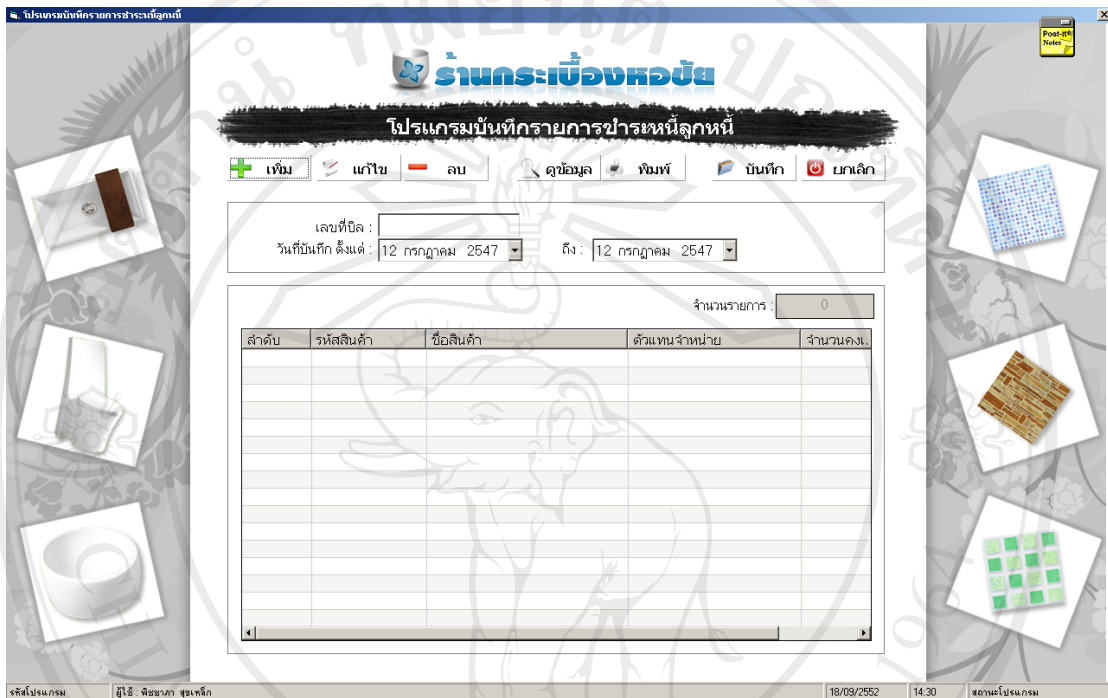 โปรแกรมบันทึกรายการชำระหนี้ลูกหนี้
Post-it®
Notes
ร้านกระเบื้องหอชัย
โปรแกรมบันทึกรายการชำระหนี้ลูกหนี้
เพิ่ม แก้ไข ลบ ดูข้อมูล พิมพ์ บันทึก ยกเลิก
เลขที่บิล :
วันที่บันทึก ตั้งแต่ : 12 กรกฎาคม 2547 ถึง : 12 กรกฎาคม 2547
จำนวนรายการ : 0
ลำดับ รหัสสินค้า ชื่อสินค้า ตัวแทนจำหน่าย จำนวนคงเ.
รหัสโปรแกรม ผู้ใช้ : พิชชาภา สุขเหล็ก 18/09/2552 14:30 สถานะโปรแกรม